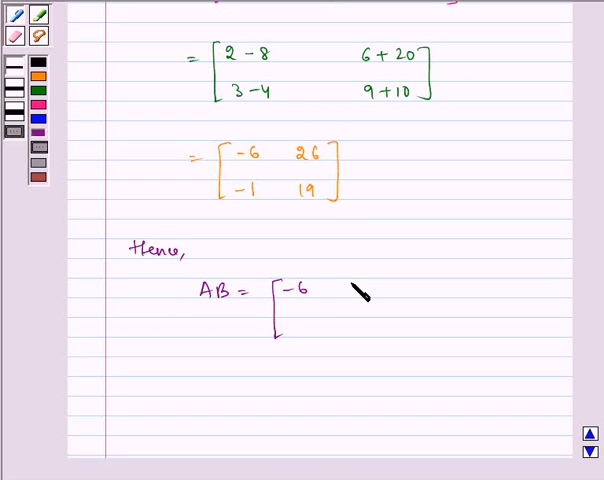 = [ 2 - 8 6 + 20
3 - 4 9 + 10 ]
= [ -6 26
-1 19 ]
Hence,
AB = [ -6